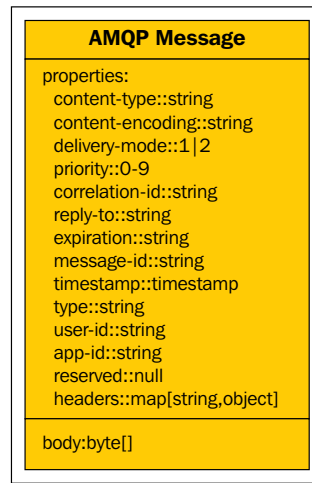 AMQP Message
properties:
content-type::string
content-encoding::string
delivery-mode::1|2
priority::0-9
correlation-id::string
reply-to::string
expiration::string
message-id::string
timestamp::timestamp
type::string
user-id::string
app-id::string
reserved::null
headers::map[string,object]
body:byte[]